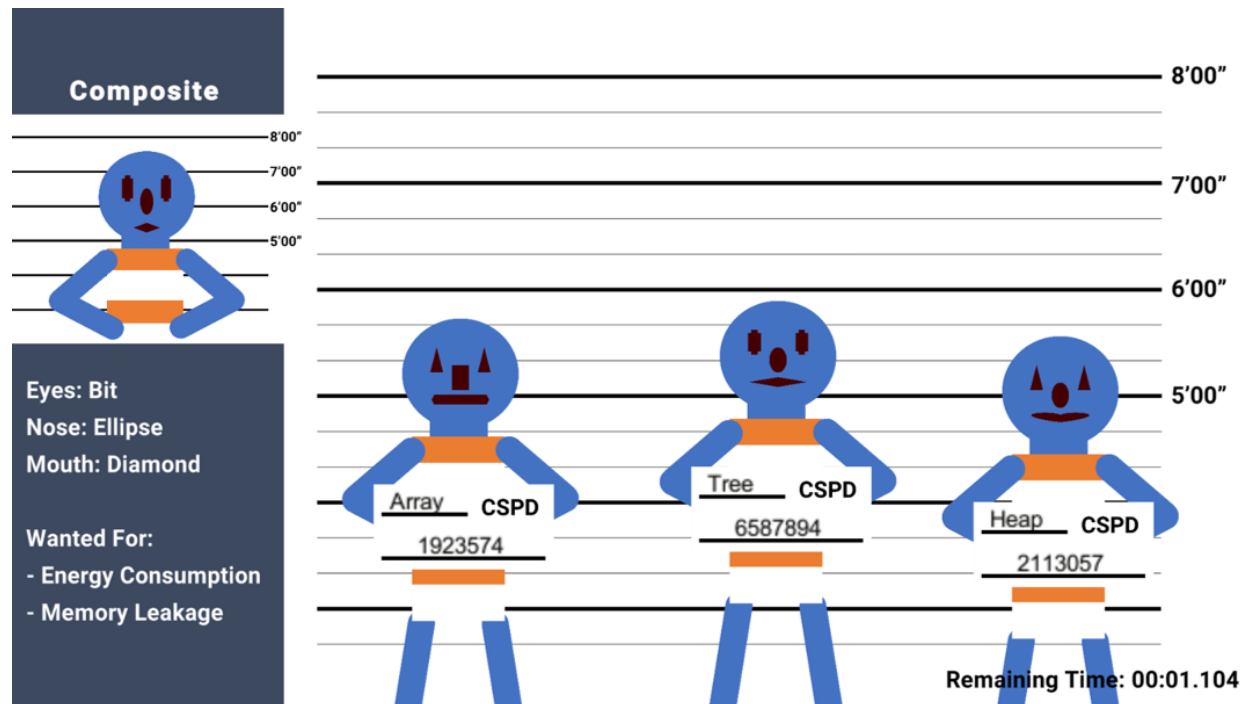 Composite
8'00"
7'00"
6'00"
5'00"
Eyes: Bit
Nose: Ellipse
Mouth: Diamond
Wanted For:
- Energy Consumption
- Memory Leakage
8'00"
7'00"
6'00"
5'00"
Array CSPD
1923574
Tree CSPD
6587894
Heap CSPD
2113057
Remaining Time: 00:01.104